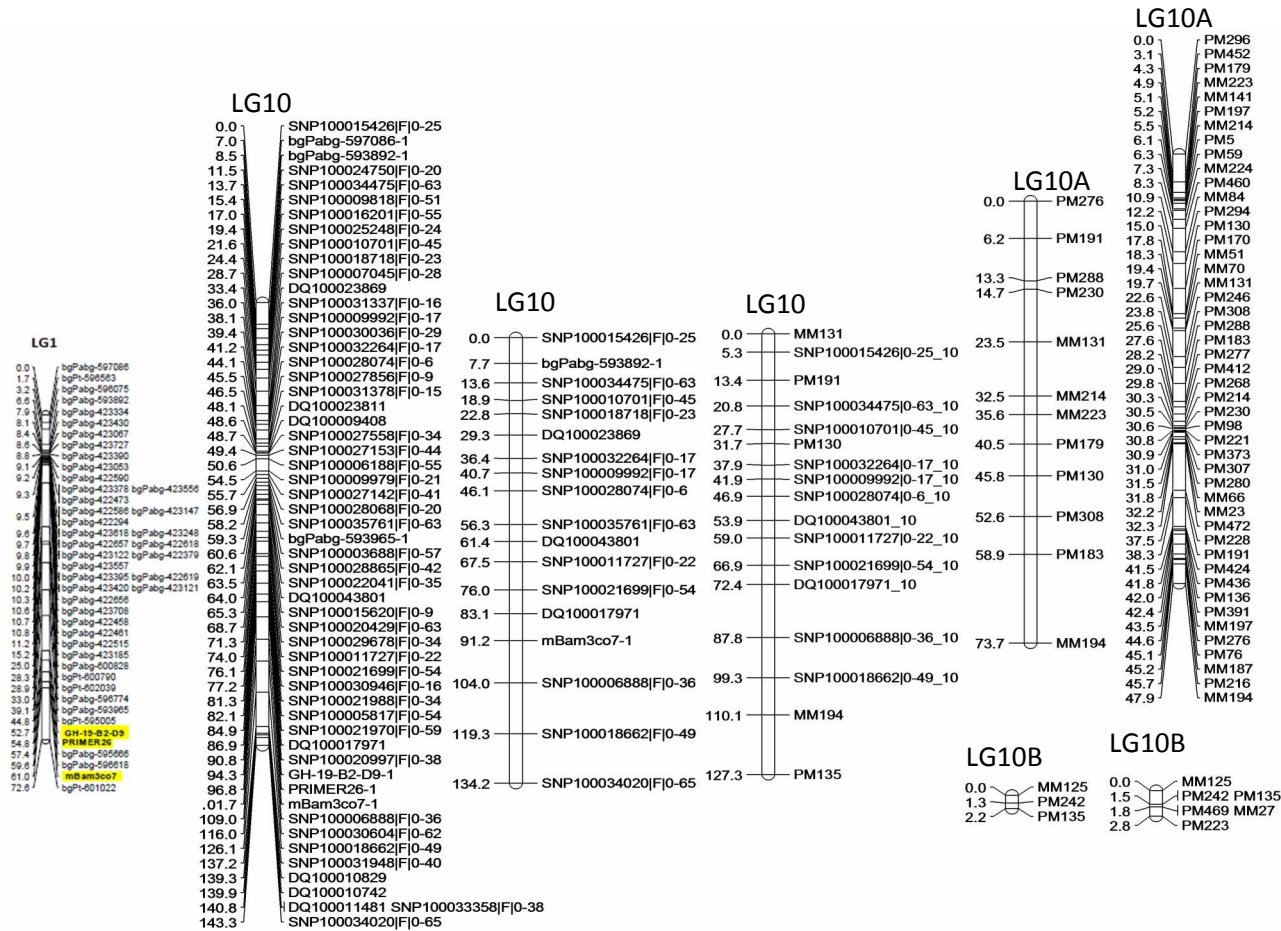 LG1
0.0 bgPabg-597086
1.7 bgPt-596563
3.2 bgPabg-596075
6.6 bgPabg-593892
7.9 bgPabg-423334
8.1 bgPabg-423430
8.4 bgPabg-423067
8.6 bgPabg-423727
8.8 bgPabg-423390
9.1 bgPabg-423053
9.2 bgPabg-422590
9.3 bgPabg-423378 bgPabg-423556
bgPabg-422473
9.5 bgPabg-422586 bgPabg-423147
bgPabg-422294
9.6 bgPabg-423618 bgPabg-423248
9.7 bgPabg-422657 bgPabg-422618
9.8 bgPabg-423122 bgPabg-422379
9.9 bgPabg-423557
10.0 bgPabg-423395 bgPabg-422619
10.2 bgPabg-423420 bgPabg-423121
10.3 bgPabg-422656
10.6 bgPabg-423708
10.7 bgPabg-422458
10.8 bgPabg-422461
11.2 bgPabg-422515
15.2 bgPabg-423185
25.0 bgPabg-600828
28.3 bgPt-600790
28.9 bgPt-602039
33.0 bgPabg-596774
39.1 bgPabg-593965
44.8 bgPt-595005
52.7 GH-19-B2-D9
54.8 PRIMER26
57.4 bgPabg-595666
59.6 bgPabg-596618
61.0 mBam3co7
72.6 bgPt-601022
LG10
0.0 SNP100015426|F|0-25
7.0 bgPabg-597086-1
8.5 bgPabg-593892-1
11.5 SNP100024750|F|0-20
13.7 SNP100034475|F|0-63
15.4 SNP100009818|F|0-51
17.0 SNP100016201|F|0-55
19.4 SNP100025248|F|0-24
21.6 SNP100010701|F|0-45
24.4 SNP100018718|F|0-23
28.7 SNP100007045|F|0-28
33.4 DQ100023869
36.0 SNP100031337|F|0-16
38.1 SNP100009992|F|0-17
39.4 SNP100030036|F|0-29
41.2 SNP100032264|F|0-17
44.1 SNP100028074|F|0-6
45.5 SNP100027856|F|0-9
46.5 SNP100031378|F|0-15
48.1 DQ100023811
48.6 DQ100009408
48.7 SNP100027558|F|0-34
49.4 SNP100027153|F|0-44
50.6 SNP100006188|F|0-55
54.5 SNP100009979|F|0-21
55.7 SNP100027142|F|0-41
56.9 SNP100028068|F|0-20
58.2 SNP100035761|F|0-63
59.3 bgPabg-593965-1
60.6 SNP100003688|F|0-57
62.1 SNP100028865|F|0-42
63.5 SNP100022041|F|0-35
64.0 DQ100043801
65.3 SNP100015620|F|0-9
68.7 SNP100020429|F|0-63
71.3 SNP100029678|F|0-34
74.0 SNP100011727|F|0-22
76.1 SNP100021699|F|0-54
77.2 SNP100030946|F|0-16
81.3 SNP100021988|F|0-34
82.1 SNP100005817|F|0-54
84.9 SNP100021970|F|0-59
86.9 DQ100017971
90.8 SNP100020997|F|0-38
94.3 GH-19-B2-D9-1
96.8 PRIMER26-1
.01.7 mBam3co7-1
109.0 SNP100006888|F|0-36
116.0 SNP100030604|F|0-62
126.1 SNP100018662|F|0-49
137.2 SNP100031948|F|0-40
139.3 DQ100010829
139.9 DQ100010742
140.8 DQ100011481 SNP100033358|F|0-38
143.3 SNP100034020|F|0-65
LG10
0.0 SNP100015426|F|0-25
7.7 bgPabg-593892-1
13.6 SNP100034475|F|0-63
18.9 SNP100010701|F|0-45
22.8 SNP100018718|F|0-23
29.3 DQ100023869
36.4 SNP100032264|F|0-17
40.7 SNP100009992|F|0-17
46.1 SNP100028074|F|0-6
56.3 SNP100035761|F|0-63
61.4 DQ100043801
67.5 SNP100011727|F|0-22
76.0 SNP100021699|F|0-54
83.1 DQ100017971
91.2 mBam3co7-1
104.0 SNP100006888|F|0-36
119.3 SNP100018662|F|0-49
134.2 SNP100034020|F|0-65
LG10
0.0 MM131
5.3 SNP100015426|0-25_10
13.4 PM191
20.8 SNP100034475|0-63_10
27.7 SNP100010701|0-45_10
31.7 PM130
37.9 SNP100032264|0-17_10
41.9 SNP100009992|0-17_10
46.9 SNP100028074|0-6_10
53.9 DQ100043801_10
59.0 SNP100011727|0-22_10
66.9 SNP100021699|0-54_10
72.4 DQ100017971_10
87.8 SNP100006888|0-36_10
99.3 SNP100018662|0-49_10
110.1 MM194
127.3 PM135
LG10A
0.0 PM276
6.2 PM191
13.3 PM288
14.7 PM230
23.5 MM131
32.5 MM214
35.6 MM223
40.5 PM179
45.8 PM130
52.6 PM308
58.9 PM183
73.7 MM194
LG10B
0.0 MM125
1.3 PM242
2.2 PM135
LG10A
0.0 PM296
3.1 PM452
4.3 PM179
4.9 MM223
5.1 MM141
5.2 PM197
5.5 MM214
6.1 PM5
6.3 PM59
7.3 MM224
8.3 PM460
10.9 MM84
12.2 PM294
15.0 PM130
17.8 PM170
18.3 MM51
19.4 MM70
19.7 MM131
22.6 PM246
23.8 PM308
25.6 PM288
27.6 PM183
28.2 PM277
29.0 PM412
29.8 PM268
30.3 PM214
30.5 PM230
30.6 PM98
30.8 PM221
30.9 PM373
31.0 PM307
31.5 PM280
31.8 MM66
32.2 MM23
32.3 PM472
37.5 PM228
38.3 PM191
41.5 PM424
41.8 PM436
42.0 PM136
42.4 PM391
43.5 MM197
44.6 PM276
45.1 PM76
45.2 MM187
45.7 PM216
47.9 MM194
LG10B
0.0 MM125
1.5 PM242 PM135
1.8 PM469 MM27
2.8 PM223